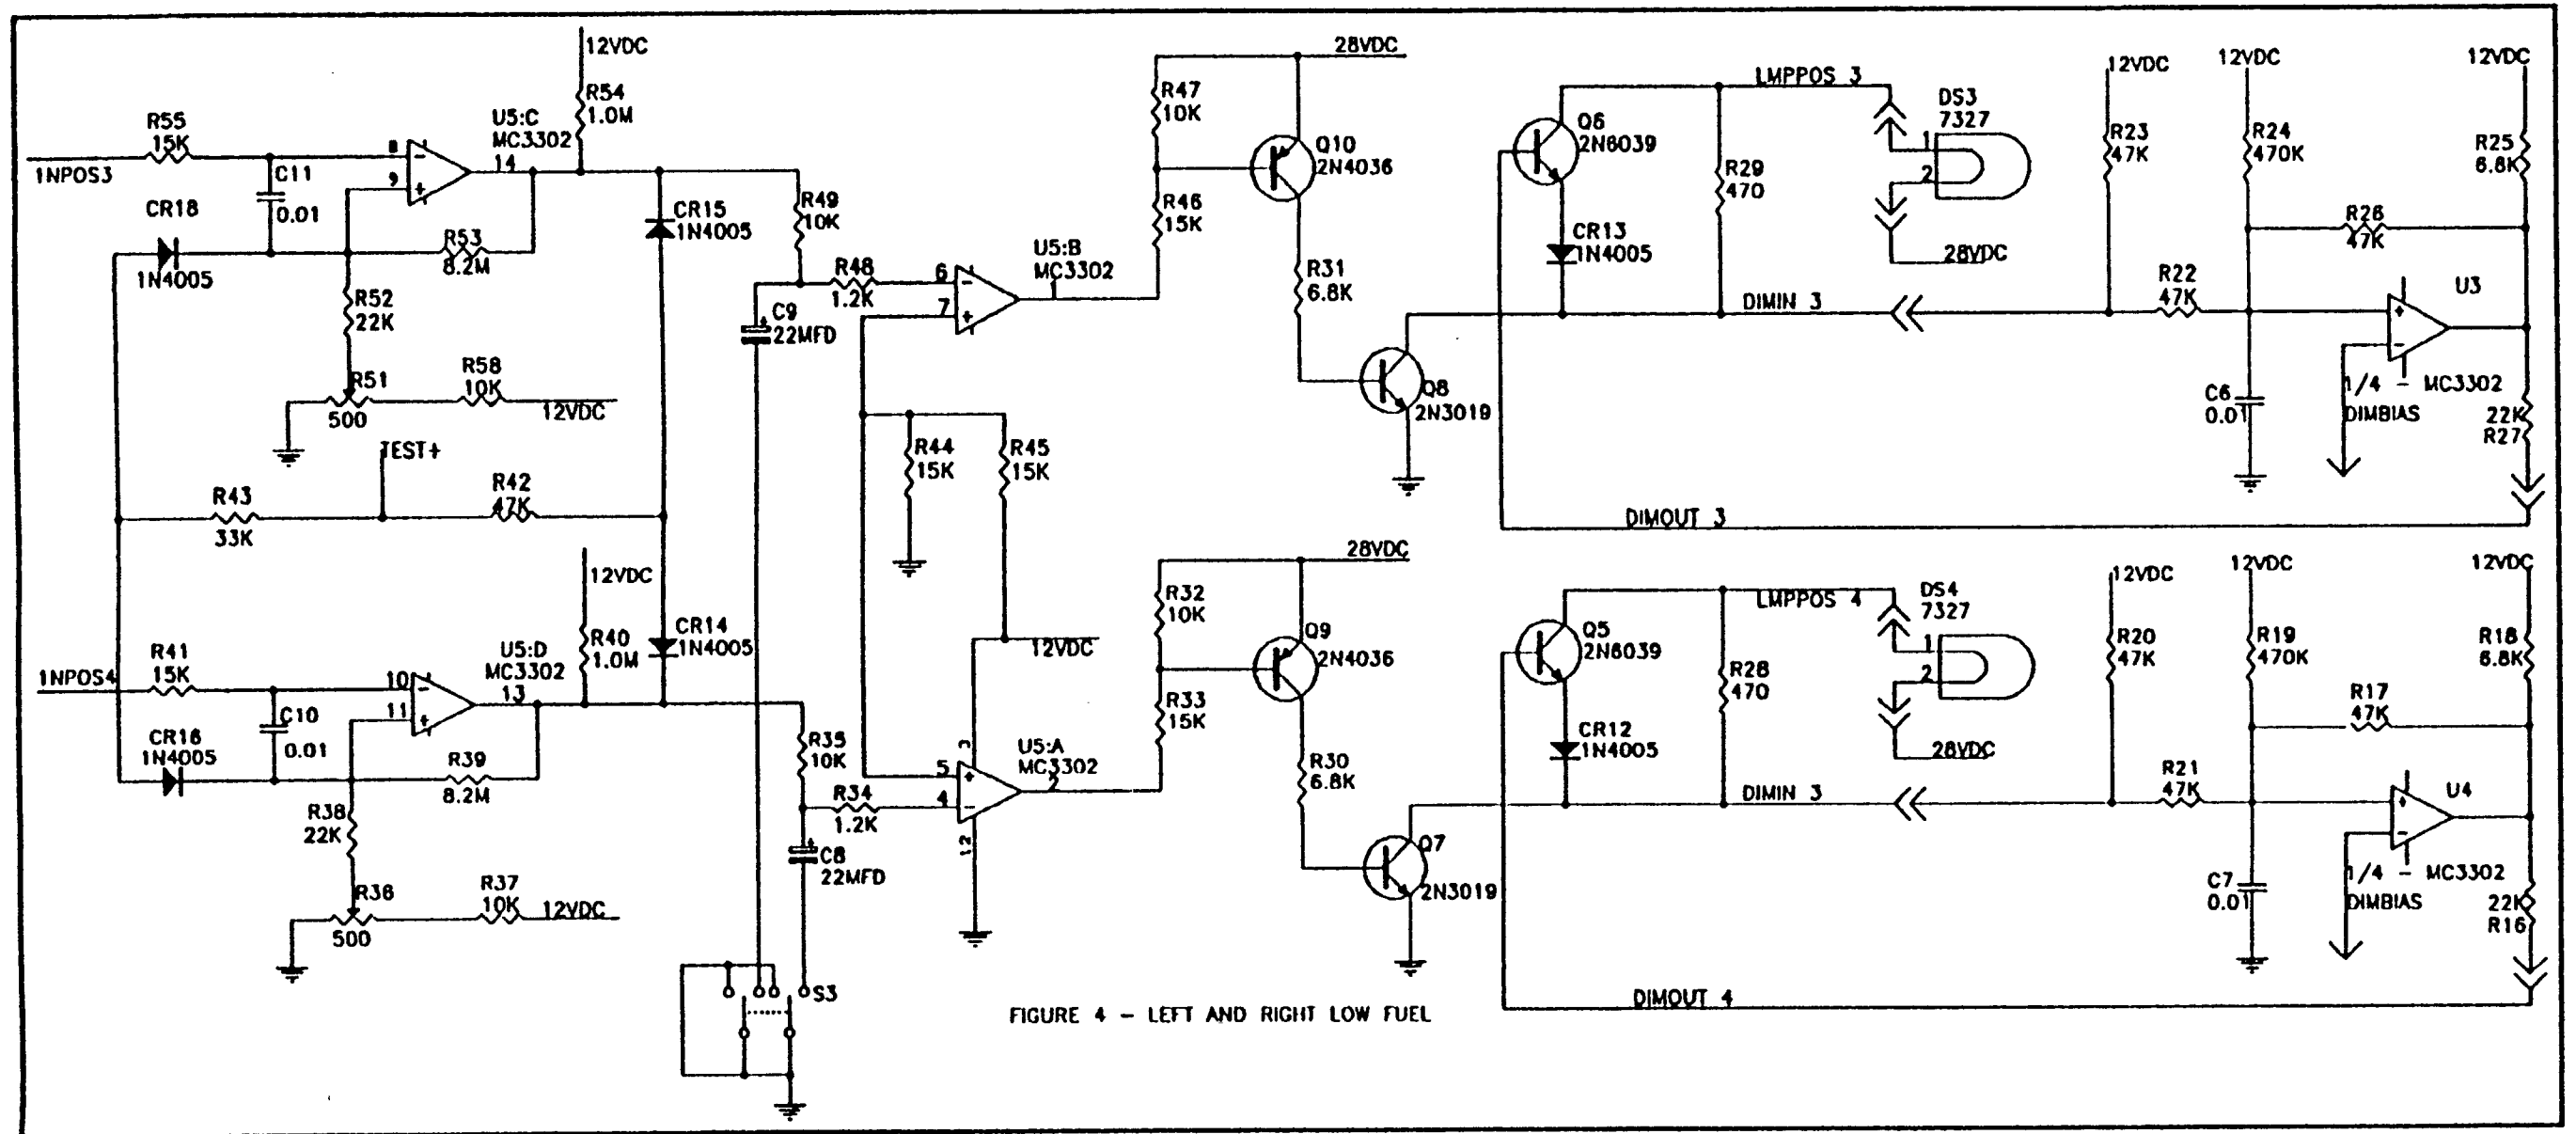 12VDC
R54
1.0M
R55
15K
U5:C
MC3302
8
-
14
9
+
1NPOS3
C11
0.01
CR18
1N4005
R53
8.2M
R52
22K
R51
500
R58
10K
12VDC
TEST+
R43
33K
R42
47K
CR15
1N4005
R49
10K
R48
1.2K
C9
+
22MFD
6
-
7
+
U5:B
MC3302
1
R47
10K
28VDC
R46
15K
Q10
2N4036
R31
6.8K
Q8
2N3019
R44
15K
R45
15K
Q6
2N6039
CR13
1N4005
LMPPOS 3
R29
470
DS3
7327
1
2
28VDC
DIMIN 3
12VDC
R23
47K
R22
47K
12VDC
R24
470K
12VDC
R25
6.8K
R26
47K
U3
+
-
1/4 - MC3302
DIMBIAS
C6
0.01
22K
R27
DIMOUT 3
12VDC
R40
1.0M
CR14
1N4005
1NPOS4
R41
15K
U5:D
MC3302
10
-
13
11
+
C10
0.01
CR16
1N4005
R39
8.2M
R38
22K
R36
500
R37
10K
12VDC
R35
10K
R34
1.2K
C8
+
22MFD
S3
12VDC
3
U5:A
MC3302
5
+
4
-
2
12
28VDC
R32
10K
R33
15K
Q9
2N4036
R30
6.8K
Q7
2N3019
Q5
2N6039
CR12
1N4005
LMPPOS 4
R28
470
DS4
7327
1
2
28VDC
DIMIN 3
12VDC
R20
47K
R21
47K
12VDC
R19
470K
12VDC
R18
6.8K
R17
47K
U4
+
-
1/4 - MC3302
DIMBIAS
C7
0.01
22K
R16
DIMOUT 4
FIGURE 4 - LEFT AND RIGHT LOW FUEL